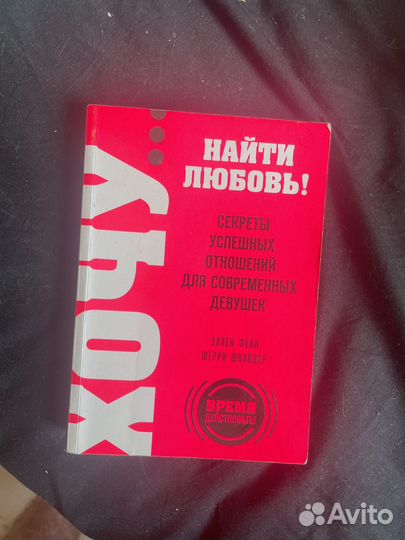 ХОЧУ...
НАЙТИ
ЛЮБОВЬ!
СЕКРЕТЫ
УСПЕШНЫХ
ОТНОШЕНИЙ
ДЛЯ СОВРЕМЕННЫХ
ДЕВУШЕК
ЭЛЛЕН ФЕЙН
ШЕРРИ ШНАЙДЕР
ВРЕМЯ
ДЕЙСТВОВАТЬ!
Avito